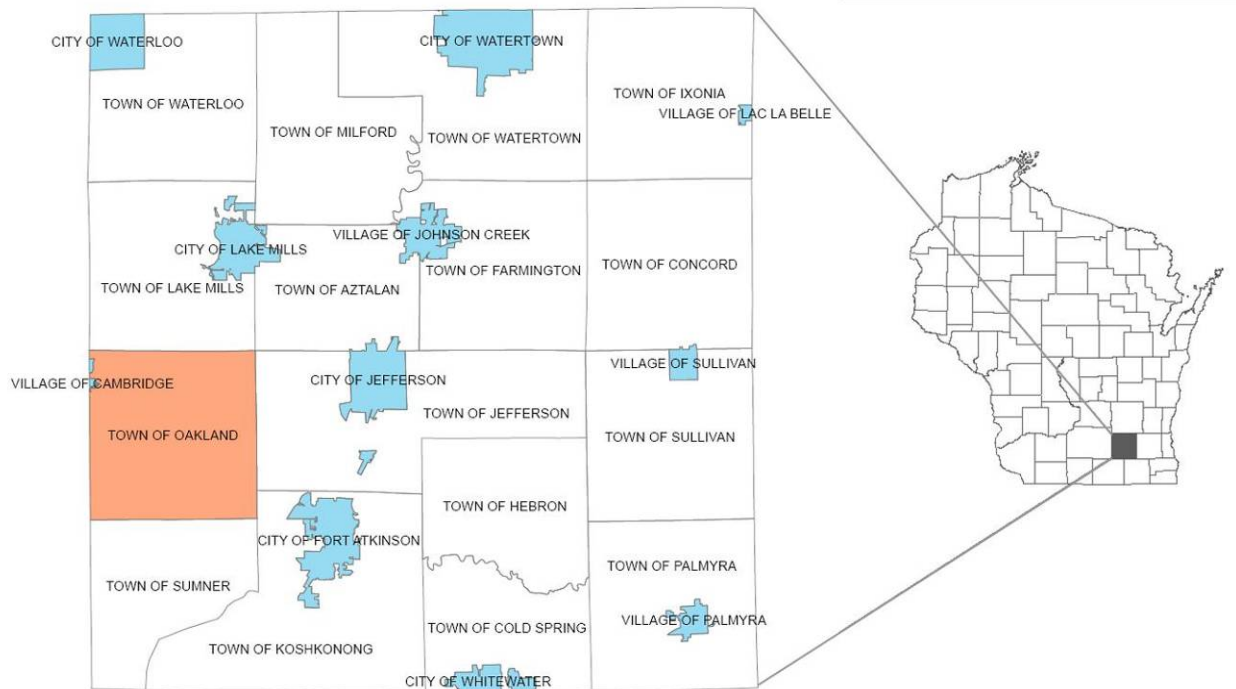 CITY OF WATERLOO
CITY OF WATERTOWN
TOWN OF IXONIA
TOWN OF WATERLOO
VILLAGE OF LAC LA BELLE
TOWN OF MILFORD
TOWN OF WATERTOWN
VILLAGE OF JOHNSON CREEK
CITY OF LAKE MILLS
TOWN OF CONCORD
TOWN OF FARMINGTON
TOWN OF LAKE MILLS
TOWN OF AZTALAN
VILLAGE OF SULLIVAN
CITY OF JEFFERSON
VILLAGE OF CAMBRIDGE
TOWN OF JEFFERSON
TOWN OF OAKLAND
TOWN OF SULLIVAN
TOWN OF HEBRON
CITY OF FORT ATKINSON
TOWN OF PALMYRA
TOWN OF SUMNER
VILLAGE OF PALMYRA
TOWN OF COLD SPRING
TOWN OF KOSHKONONG
CITY OF WHITEWATER